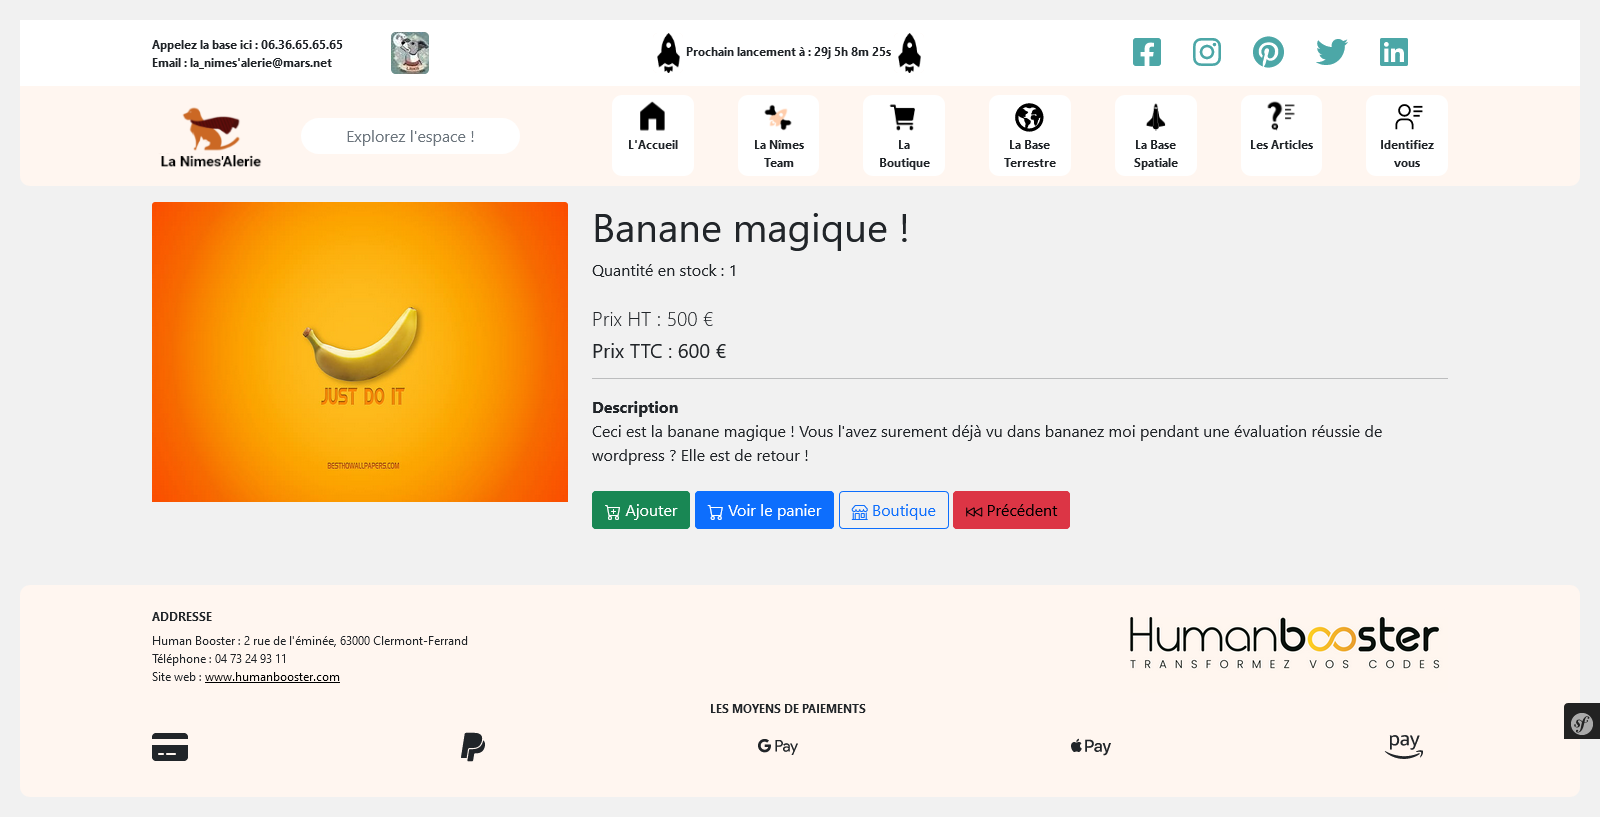 Appelez la base ici : 06.36.65.65.65
Email : la_nimes'alerie@mars.net
Prochain lancement à : 29j 5h 8m 25s
La Nimes'Alerie
Explorez l'espace !
L'Accueil
La Nîmes
Team
La
Boutique
La Base
Terrestre
La Base
Spatiale
Les Articles
Identifiez
vous
JUST DO IT
BESTHDWALLPAPERS.COM
Banane magique !
Quantité en stock : 1
Prix HT : 500 €
Prix TTC : 600 €
Description
Ceci est la banane magique ! Vous l'avez surement déjà vu dans bananez moi pendant une évaluation réussie de
wordpress ? Elle est de retour !
Ajouter
Voir le panier
Boutique
Précédent
ADDRESSE
Human Booster : 2 rue de l'éminée, 63000 Clermont-Ferrand
Téléphone : 04 73 24 93 11
Site web : www.humanbooster.com
Humanbooster
TRANSFORMEZ VOS CODES
LES MOYENS DE PAIEMENTS
G Pay
Pay
pay
sf